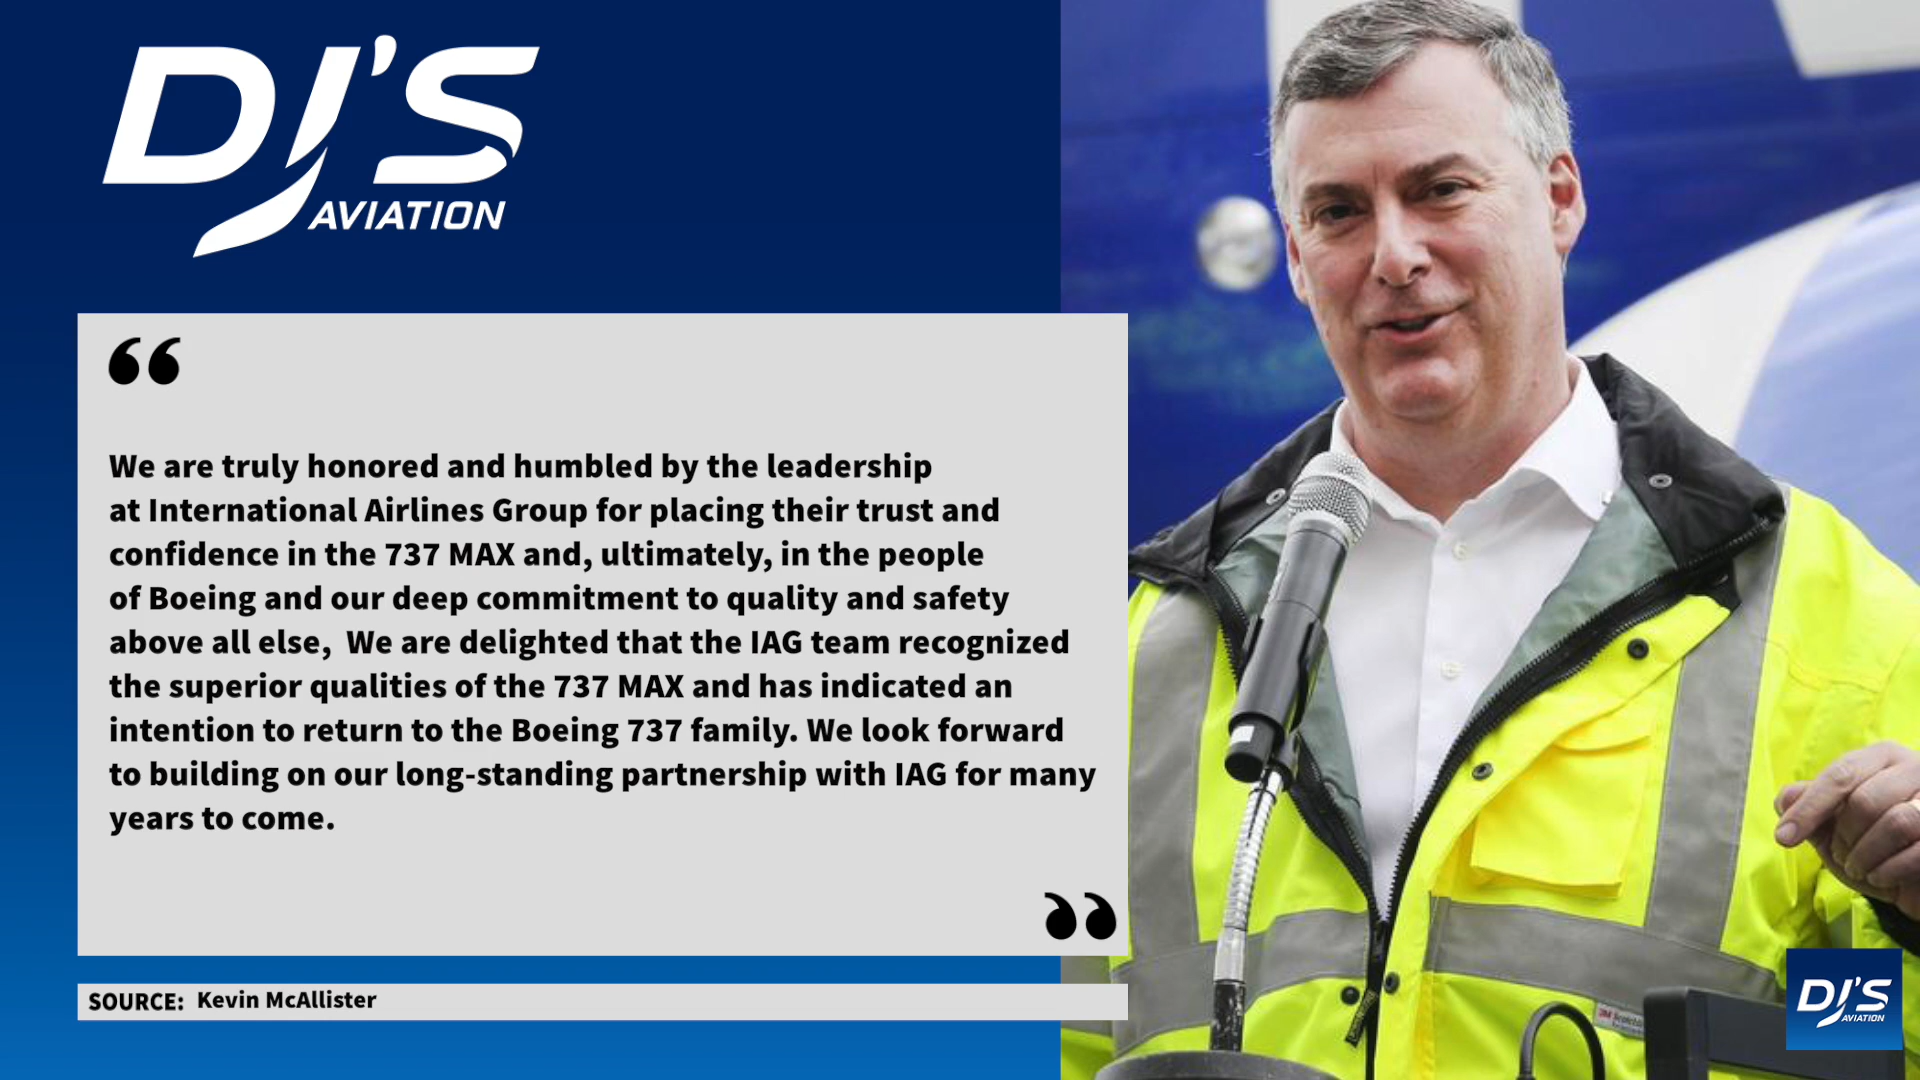 DJ'S
AVIATION
“
We are truly honored and humbled by the leadership
at International Airlines Group for placing their trust and
confidence in the 737 MAX and, ultimately, in the people
of Boeing and our deep commitment to quality and safety
above all else,  We are delighted that the IAG team recognized
the superior qualities of the 737 MAX and has indicated an
intention to return to the Boeing 737 family. We look forward
to building on our long-standing partnership with IAG for many
years to come.
”
SOURCE: Kevin McAllister
3M
DJ'S
AVIATION